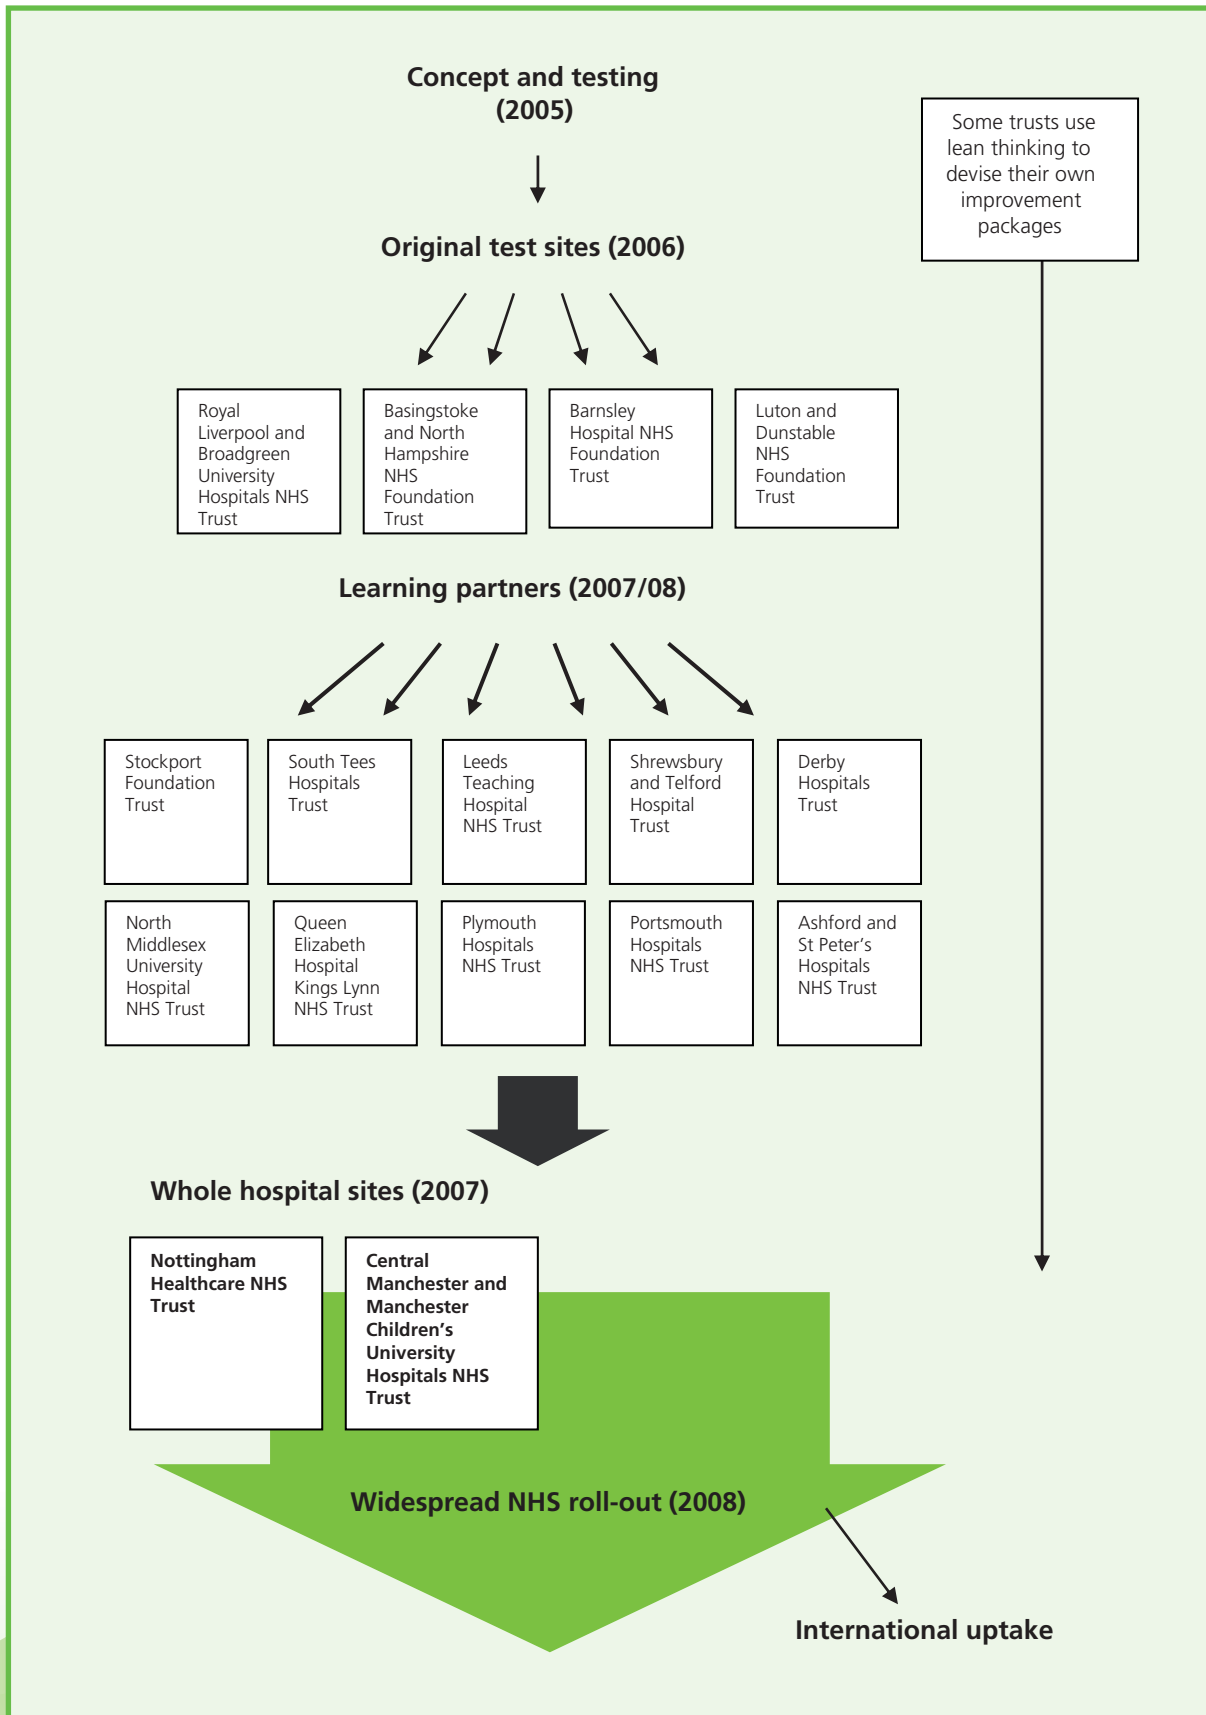 Concept and testing
(2005)
Some trusts use
lean thinking to
devise their own
improvement
packages
Original test sites (2006)
Royal
Liverpool and
Broadgreen
University
Hospitals NHS
Trust
Basingstoke
and North
Hampshire
NHS
Foundation
Trust
Barnsley
Hospital NHS
Foundation
Trust
Luton and
Dunstable
NHS
Foundation
Trust
Learning partners (2007/08)
Stockport
Foundation
Trust
South Tees
Hospitals
Trust
Leeds
Teaching
Hospital
NHS Trust
Shrewsbury
and Telford
Hospital
Trust
Derby
Hospitals
Trust
North
Middlesex
University
Hospital
NHS Trust
Queen
Elizabeth
Hospital
Kings Lynn
NHS Trust
Plymouth
Hospitals
NHS Trust
Portsmouth
Hospitals
NHS Trust
Ashford and
St Peter’s
Hospitals
NHS Trust
Whole hospital sites (2007)
Nottingham
Healthcare NHS
Trust
Central
Manchester and
Manchester
Children’s
University
Hospitals NHS
Trust
Widespread NHS roll-out (2008)
International uptake